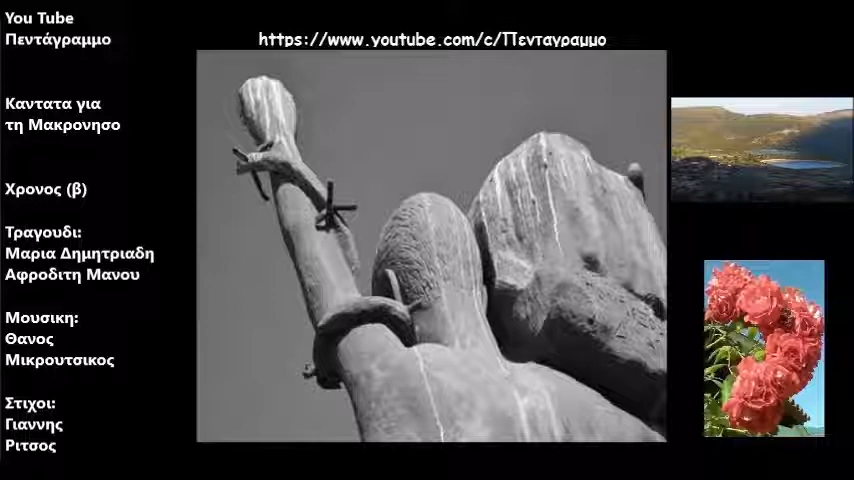 You Tube
Πεντάγραμμο
https://www.youtube.com/c/Πενταγραμμο
Καντατα για
τη Μακρονησο
Χρονος (β)
Τραγουδι:
Μαρια Δημητριαδη
Αφροδιτη Μανου
Μουσικη:
Θανος
Μικρουτσικος
Στιχοι:
Γιαννης
Ριτσος